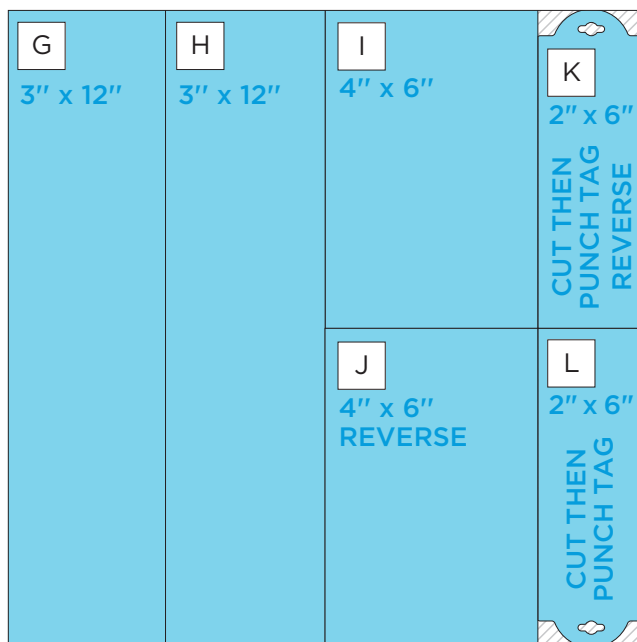 G
3" x 12"
H
3" x 12"
I
4" x 6"
K
2" x 6"
CUT THEN
PUNCH TAG
REVERSE
J
4" x 6"
REVERSE
L
2" x 6"
CUT THEN
PUNCH TAG